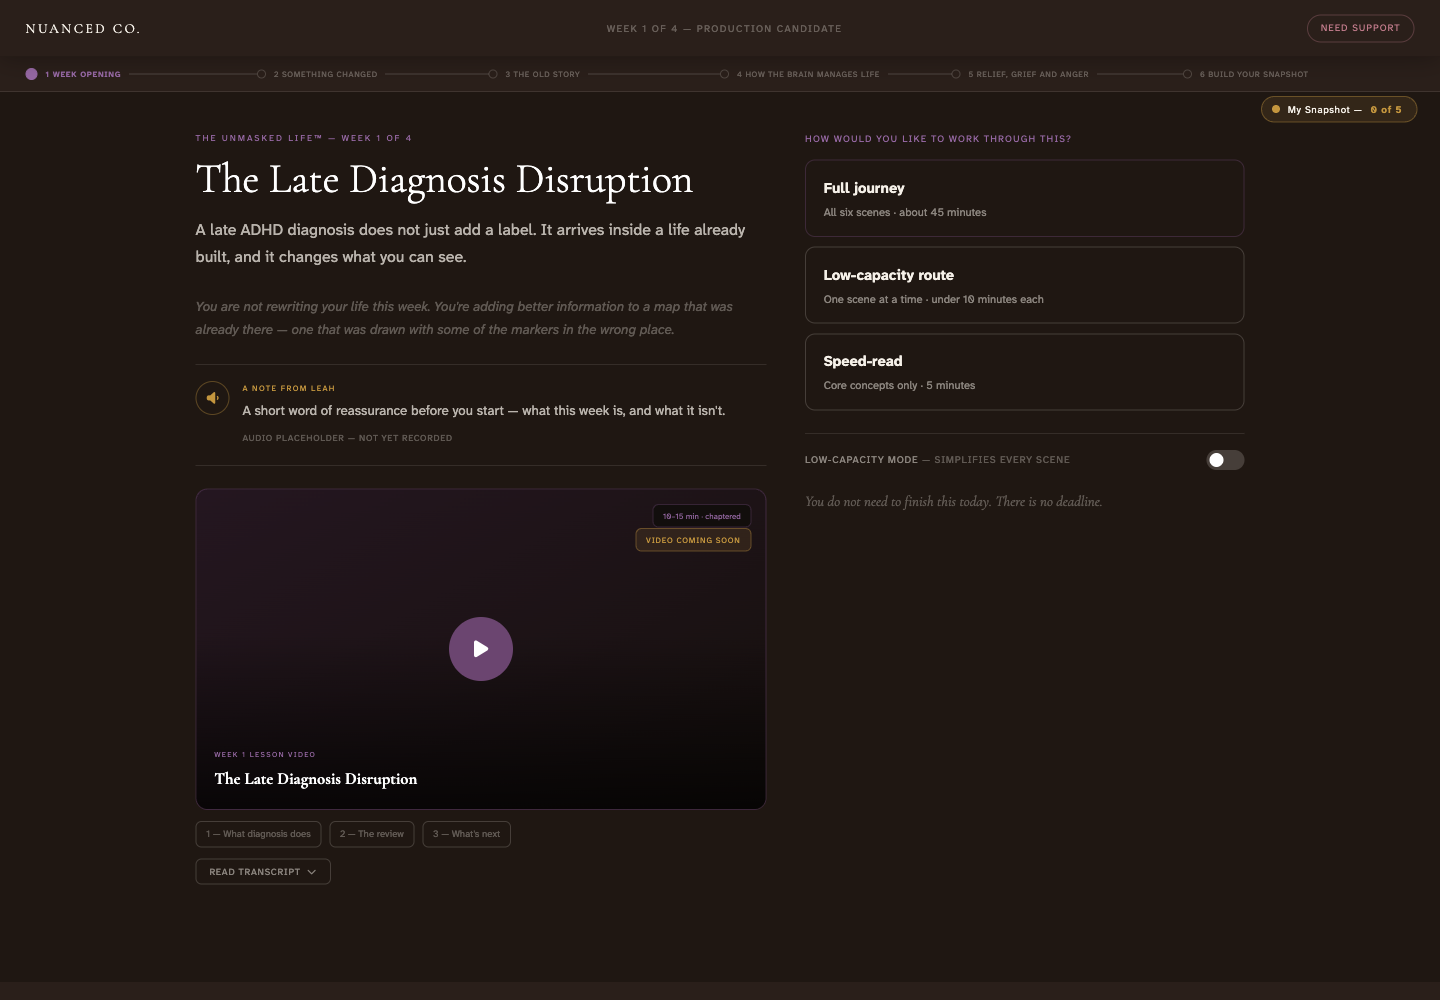 NUANCED CO.
WEEK 1 OF 4 — PRODUCTION CANDIDATE
NEED SUPPORT
1 WEEK OPENING
2 SOMETHING CHANGED
3 THE OLD STORY
4 HOW THE BRAIN MANAGES LIFE
5 RELIEF, GRIEF AND ANGER
6 BUILD YOUR SNAPSHOT
My Snapshot — 0 of 5
THE UNMASKED LIFE™ — WEEK 1 OF 4
The Late Diagnosis Disruption
A late ADHD diagnosis does not just add a label. It arrives inside a life already
built, and it changes what you can see.
You are not rewriting your life this week. You're adding better information to a map that was
already there — one that was drawn with some of the markers in the wrong place.
A NOTE FROM LEAH
A short word of reassurance before you start — what this week is, and what it isn't.
AUDIO PLACEHOLDER — NOT YET RECORDED
10–15 min · chaptered
VIDEO COMING SOON
WEEK 1 LESSON VIDEO
The Late Diagnosis Disruption
1 — What diagnosis does
2 — The review
3 — What's next
READ TRANSCRIPT
HOW WOULD YOU LIKE TO WORK THROUGH THIS?
Full journey
All six scenes · about 45 minutes
Low-capacity route
One scene at a time · under 10 minutes each
Speed-read
Core concepts only · 5 minutes
LOW-CAPACITY MODE — SIMPLIFIES EVERY SCENE
You do not need to finish this today. There is no deadline.